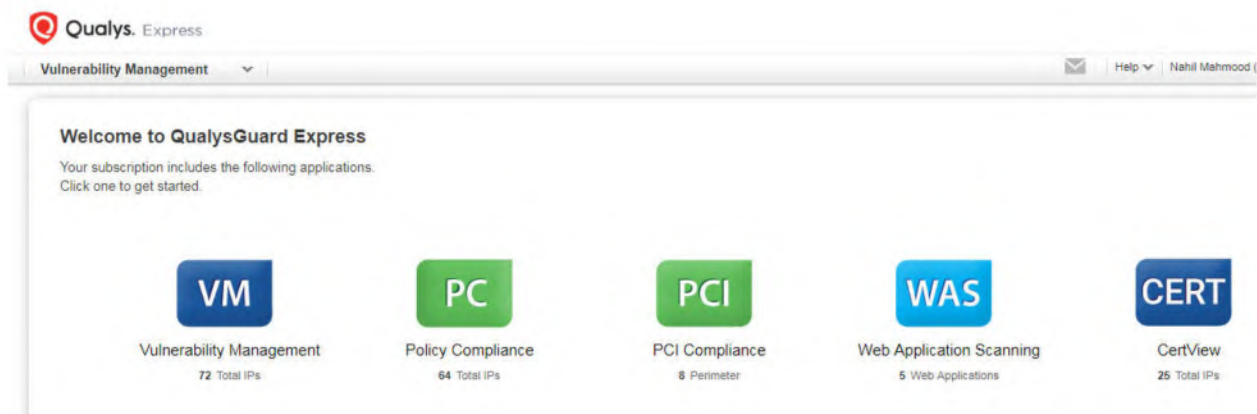 Qualys. Express
Vulnerability Management
Help
Nahil Mahmood (
Welcome to QualysGuard Express
Your subscription includes the following applications.
Click one to get started.
VM
PC
PCI
WAS
CERT
Vulnerability Management
Policy Compliance
PCI Compliance
Web Application Scanning
CertView
72 Total IPs
64 Total IPs
8 Perimeter
5 Web Applications
25 Total IPs